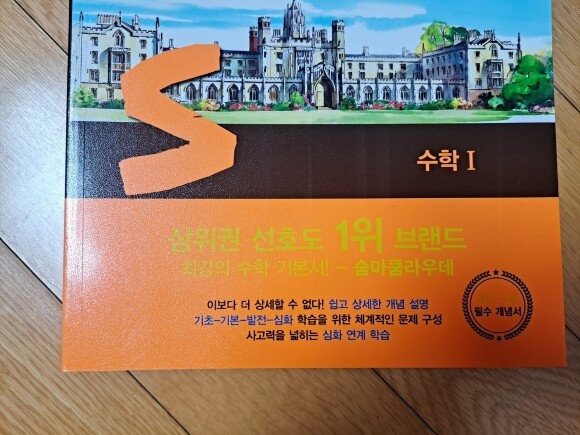 S
수학 I
상위권 선호도 1위 브랜드
최강의 수학 기본서! - 숨마쿰라우데
이보다 더 상세할 수 없다! 쉽고 상세한 개념 설명
기초-기본-발전-심화 학습을 위한 체계적인 문제 구성
사고력을 넓히는 심화 연계 학습
필수 개념서